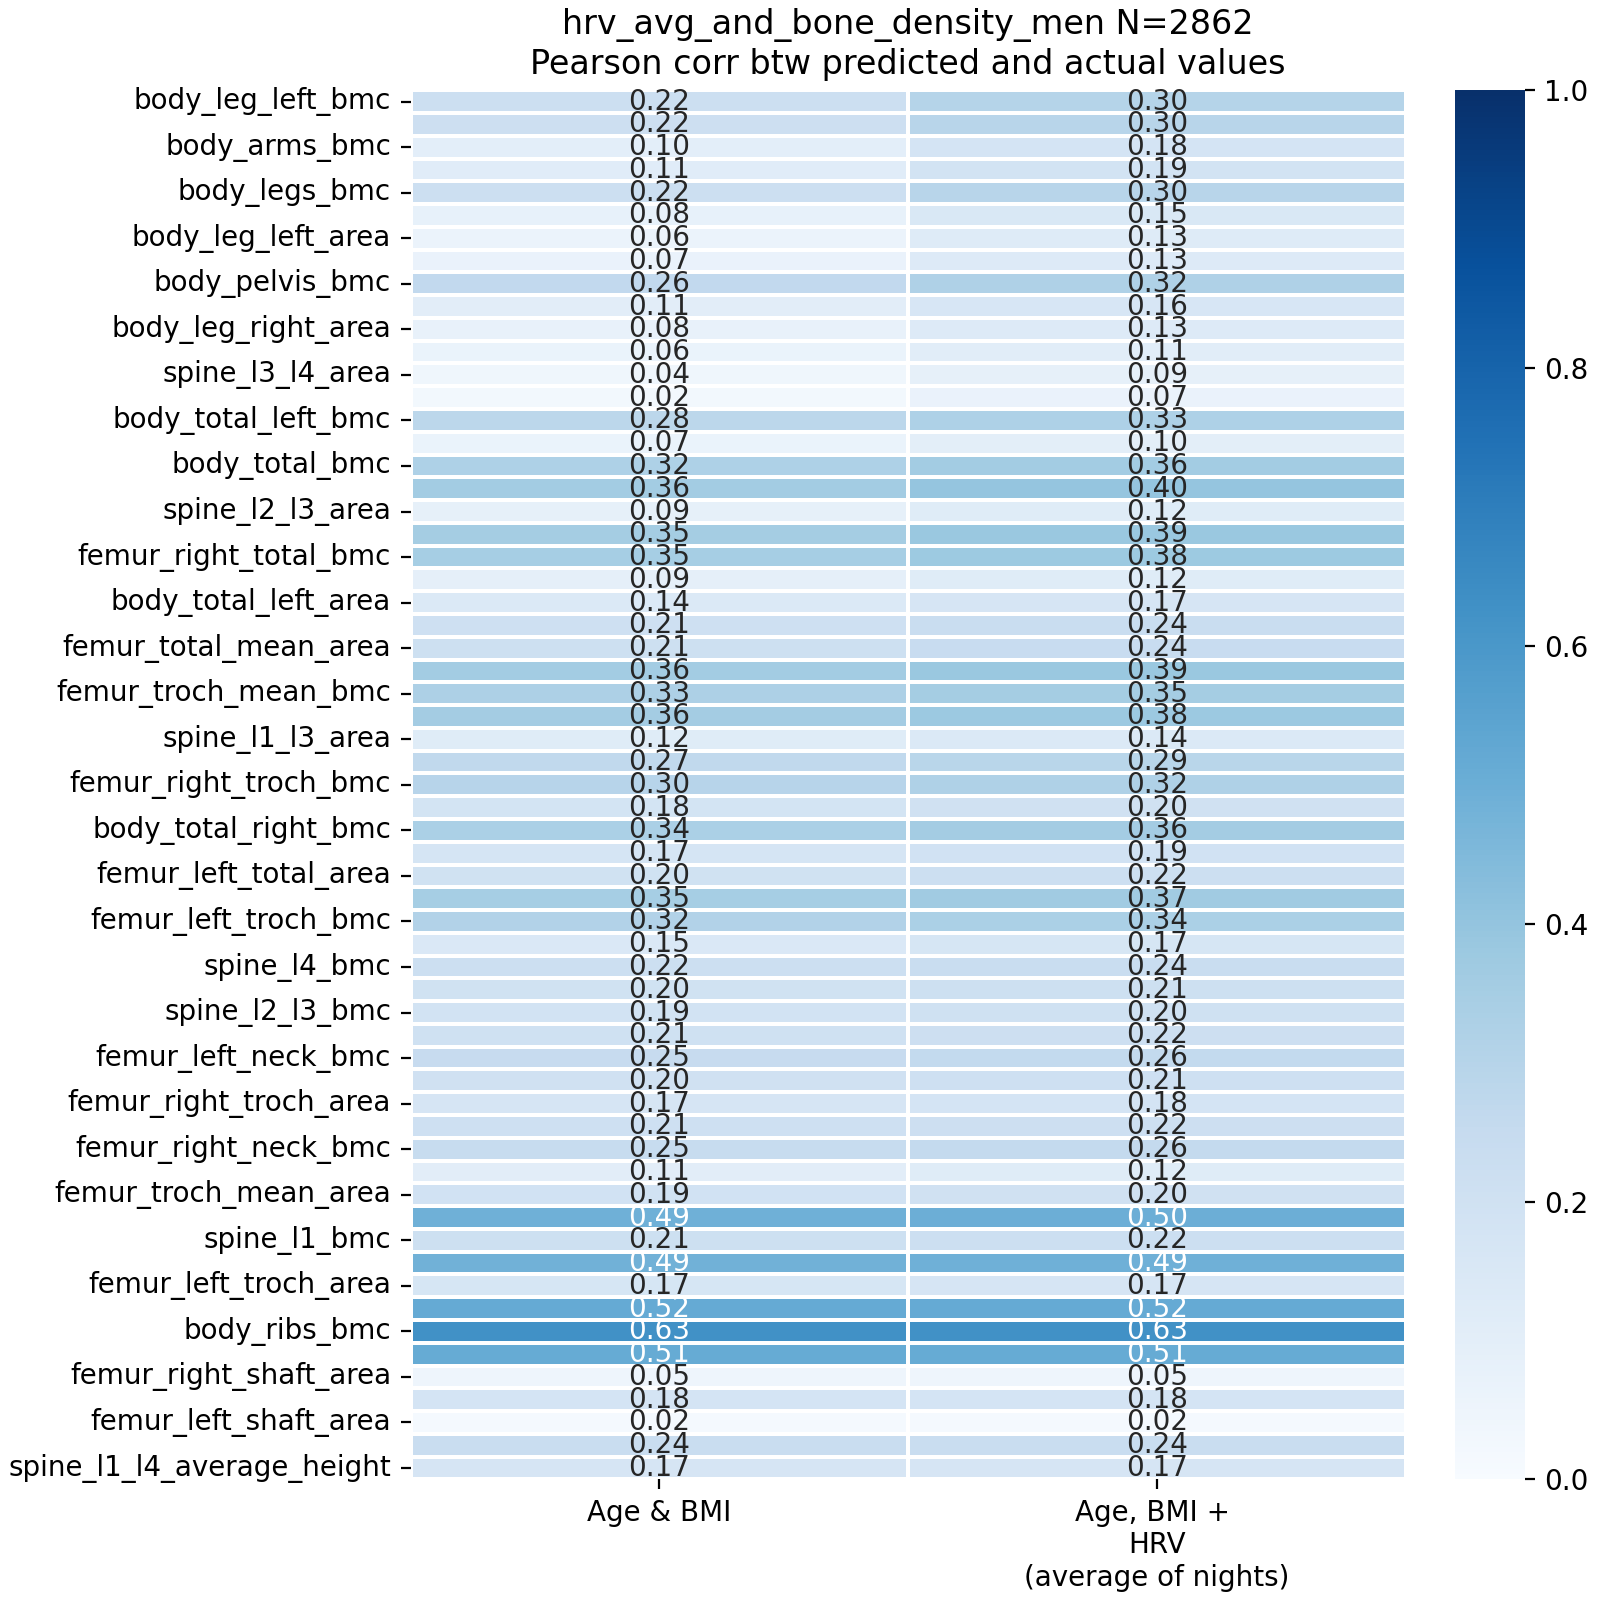 hrv_avg_and_bone_density_men N=2862
Pearson corr btw predicted and actual values
body_leg_left_bmc 0.22 0.30
0.22 0.30
body_arms_bmc 0.10 0.18
0.11 0.19
body_legs_bmc 0.22 0.30
0.08 0.15
body_leg_left_area 0.06 0.13
0.07 0.13
body_pelvis_bmc 0.26 0.32
0.11 0.16
body_leg_right_area 0.08 0.13
0.06 0.11
spine_l3_l4_area 0.04 0.09
0.02 0.07
body_total_left_bmc 0.28 0.33
0.07 0.10
body_total_bmc 0.32 0.36
0.36 0.40
spine_l2_l3_area 0.09 0.12
0.35 0.39
femur_right_total_bmc 0.35 0.38
0.09 0.12
body_total_left_area 0.14 0.17
0.21 0.24
femur_total_mean_area 0.21 0.24
0.36 0.39
femur_troch_mean_bmc 0.33 0.35
0.36 0.38
spine_l1_l3_area 0.12 0.14
0.27 0.29
femur_right_troch_bmc 0.30 0.32
0.18 0.20
body_total_right_bmc 0.34 0.36
0.17 0.19
femur_left_total_area 0.20 0.22
0.35 0.37
femur_left_troch_bmc 0.32 0.34
0.15 0.17
spine_l4_bmc 0.22 0.24
0.20 0.21
spine_l2_l3_bmc 0.19 0.20
0.21 0.22
femur_left_neck_bmc 0.25 0.26
0.20 0.21
femur_right_troch_area 0.17 0.18
0.21 0.22
femur_right_neck_bmc 0.25 0.26
0.11 0.12
femur_troch_mean_area 0.19 0.20
0.49 0.50
spine_l1_bmc 0.21 0.22
0.49 0.49
femur_left_troch_area 0.17 0.17
0.52 0.52
body_ribs_bmc 0.63 0.63
0.51 0.51
femur_right_shaft_area 0.05 0.05
0.18 0.18
femur_left_shaft_area 0.02 0.02
0.24 0.24
spine_l1_l4_average_height 0.17 0.17
Age & BMI
Age, BMI +
HRV
(average of nights)
1.0
0.8
0.6
0.4
0.2
0.0